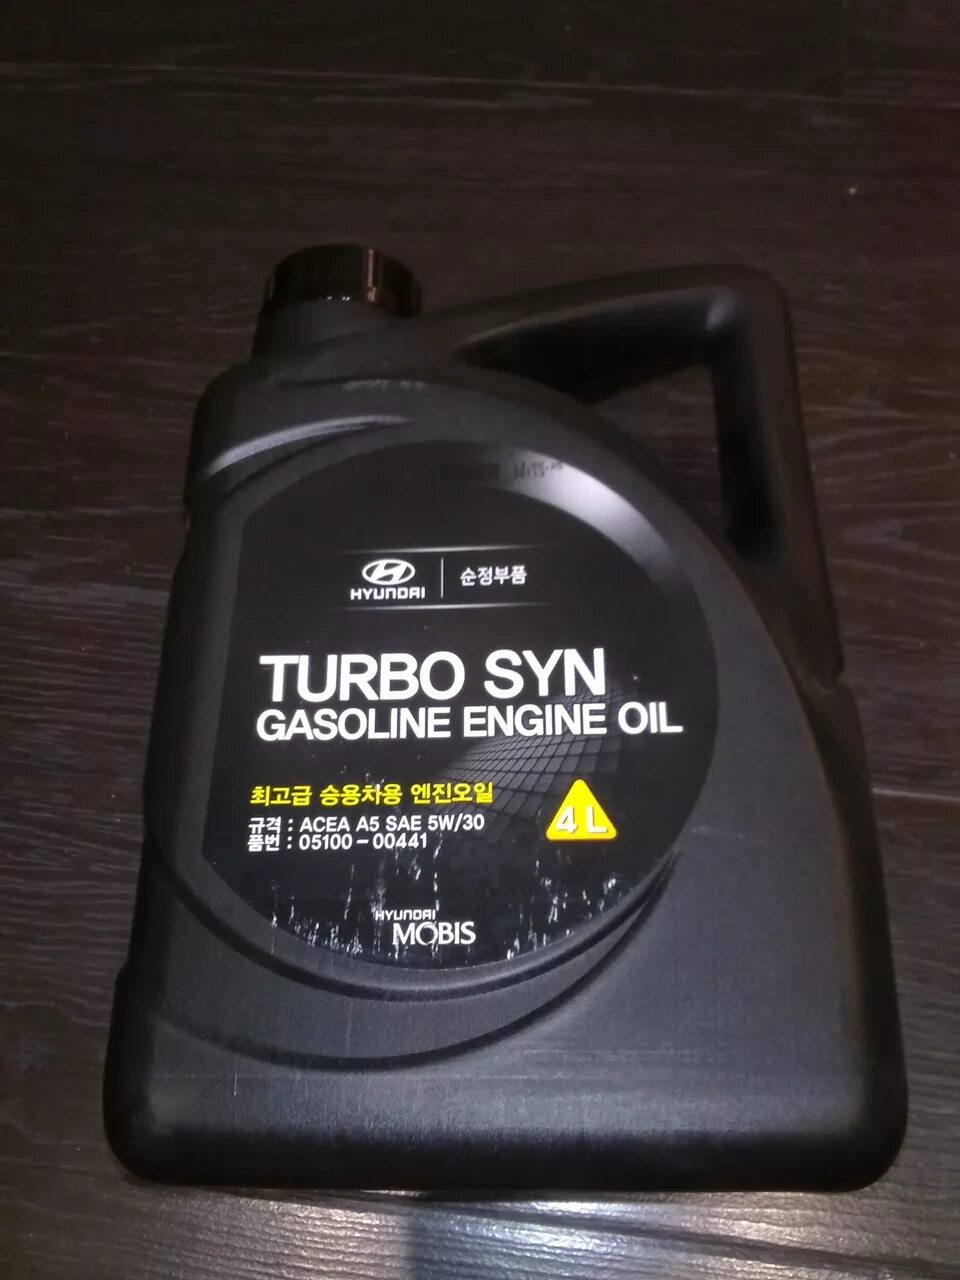 HYUNDAI 순정부품
TURBO SYN
GASOLINE ENGINE OIL
최고급 승용차용 엔진오일
4 L
규격 : ACEA A5 SAE 5W/30
품번 : 05100-00441
HYUNDAI
MOBIS